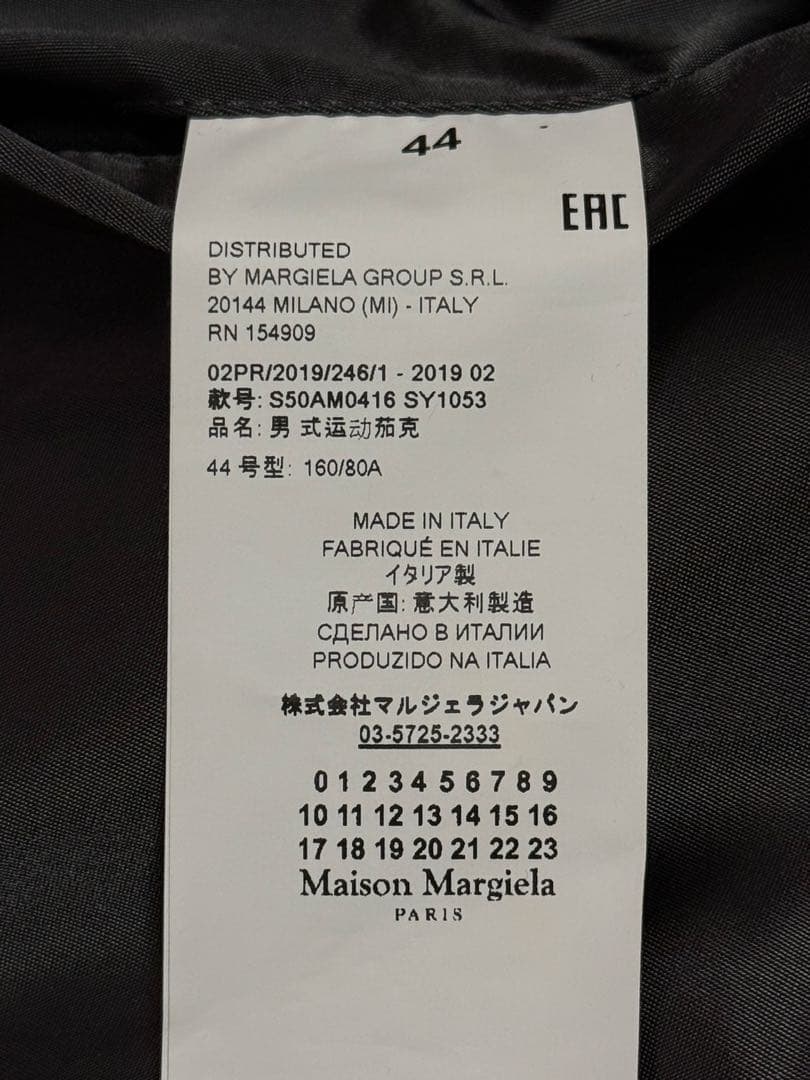 44
EAC
DISTRIBUTED
BY MARGIELA GROUP S.R.L.
20144 MILANO (MI) - ITALY
RN 154909
02PR/2019/246/1 - 2019 02
款号: S50AM0416 SY1053
品名: 男 式运动茄克
44 号型: 160/80A
MADE IN ITALY
FABRIQUÉ EN ITALIE
イタリア製
原产国: 意大利製造
СДЕЛАНО В ИТАЛИИ
PRODUZIDO NA ITALIA
株式会社マルジェラジャパン
03-5725-2333
0 1 2 3 4 5 6 7 8 9
10 11 12 13 14 15 16
17 18 19 20 21 22 23
Maison Margiela
PARIS